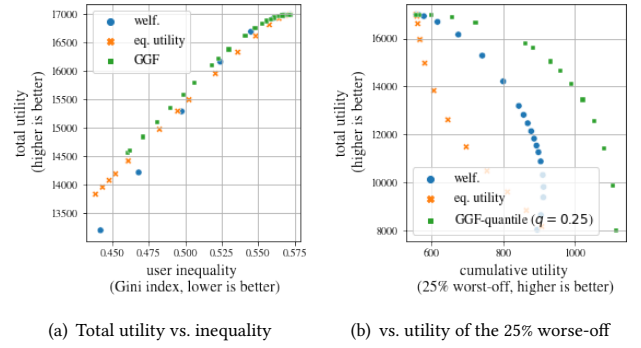 17000
16500
16000
15500
15000
14500
14000
13500
total utility
(higher is better)
welf.
eq. utility
GGF
0.450
0.475
0.500
0.525
0.550
0.575
user inequality
(Gini index, lower is better)
16000
14000
12000
10000
8000
total utility
(higher is better)
welf.
eq. utility
GGF-quantile (q = 0.25)
600
800
1000
cumulative utility
(25% worst-off, higher is better)
(a) Total utility vs. inequality
(b) vs. utility of the 25% worse-off